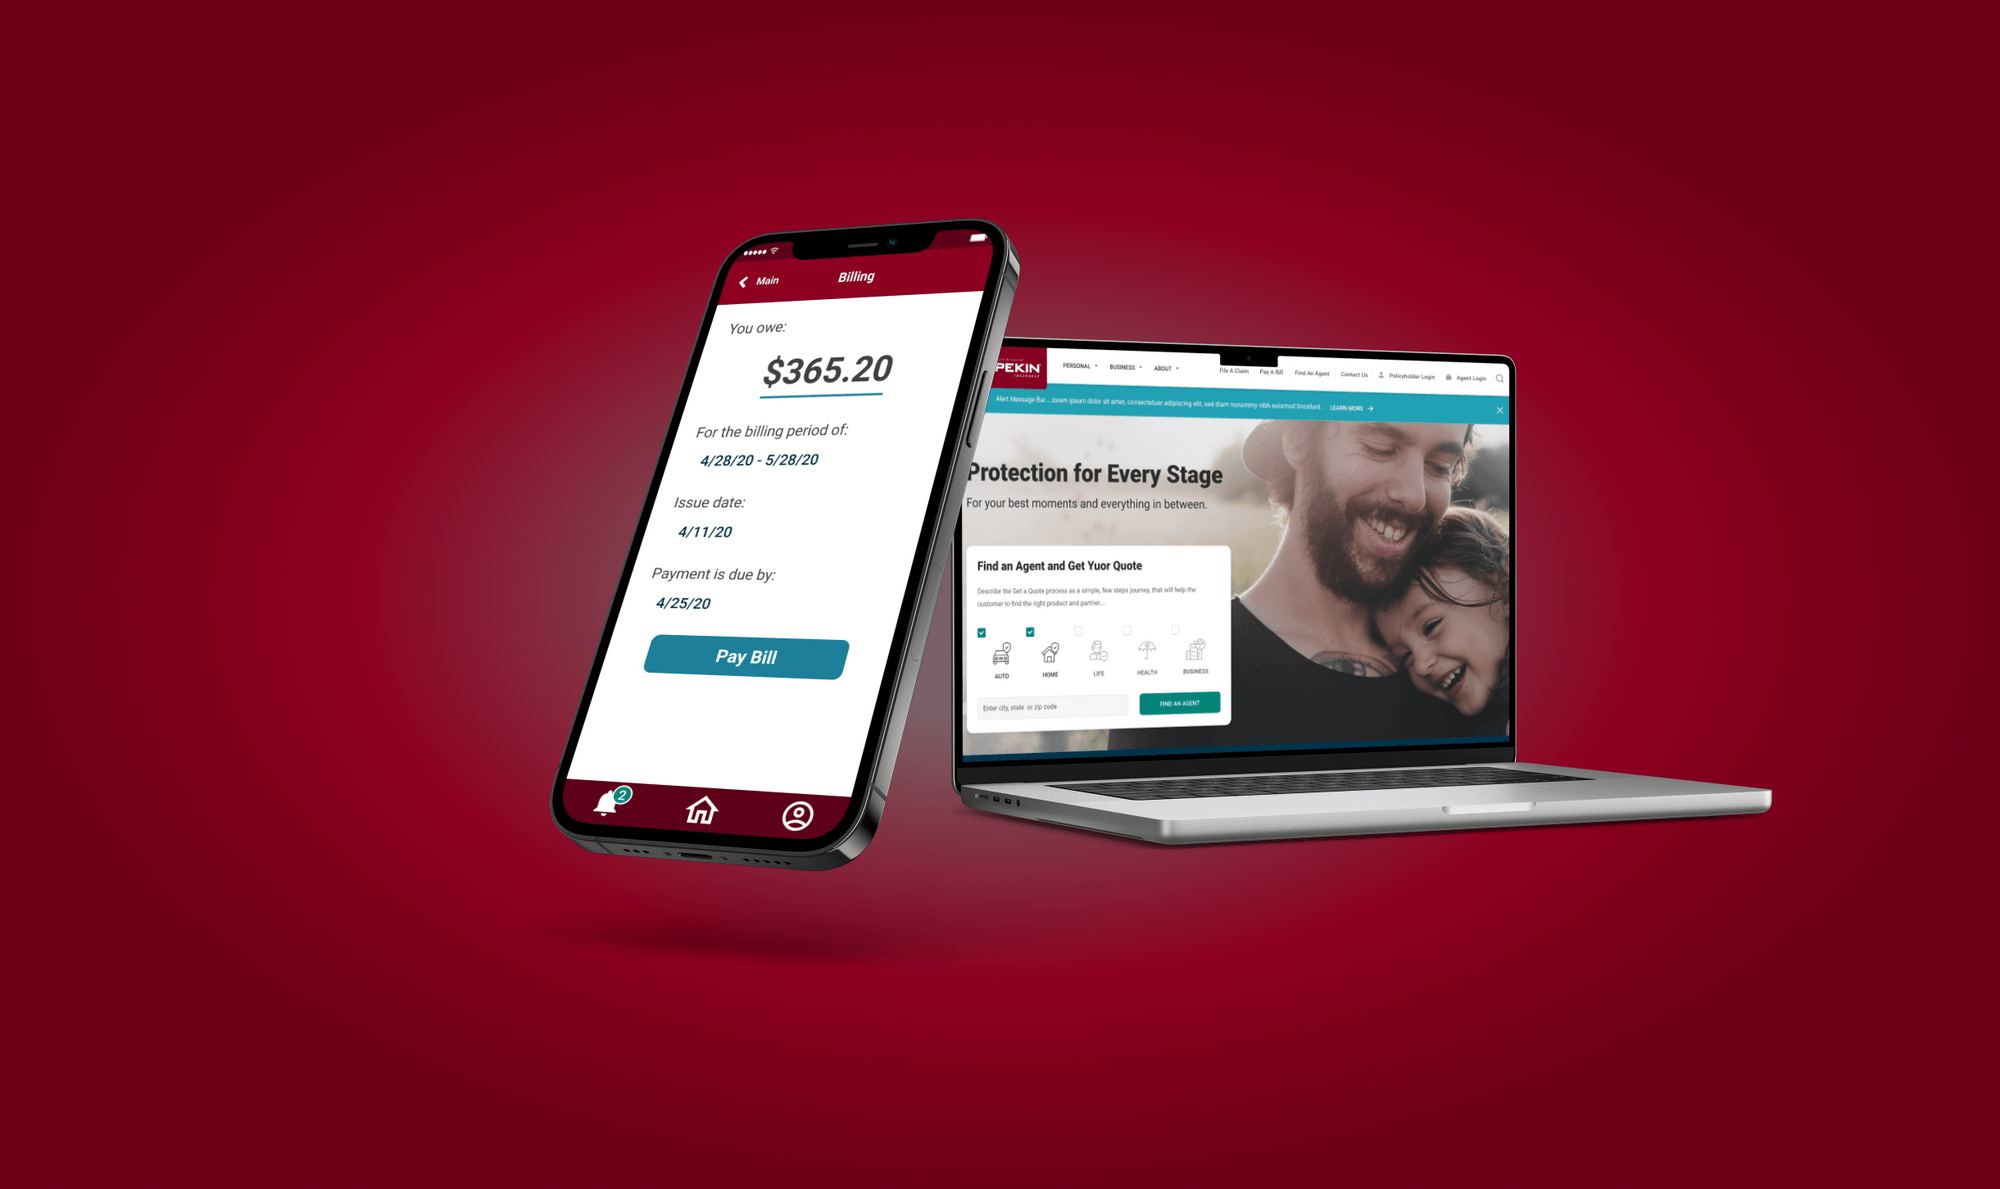 Main
Billing
You owe:
$365.20
For the billing period of:
4/28/20 - 5/28/20
Issue date:
4/11/20
Payment is due by:
4/25/20
Pay Bill
2
PEKIN
INSURANCE
PERSONAL
BUSINESS
ABOUT
File A Claim
Pay A Bill
Find An Agent
Contact Us
Policyholder Login
Agent Login
Alert Message Bar....lorem ipsum dolor sit amet, consectetuer adipiscing elit, sed diam nonummy nibh euismod tincidunt .
LEARN MORE
Protection for Every Stage
For your best moments and everything in between.
Find an Agent and Get Yuor Quote
Describe the Get a Quote process as a simple, few steps journey, that will help the
customer to find the right product and partner...
AUTO
HOME
LIFE
HEALTH
BUSINESS
Enter city, state or zip code
FIND AN AGENT